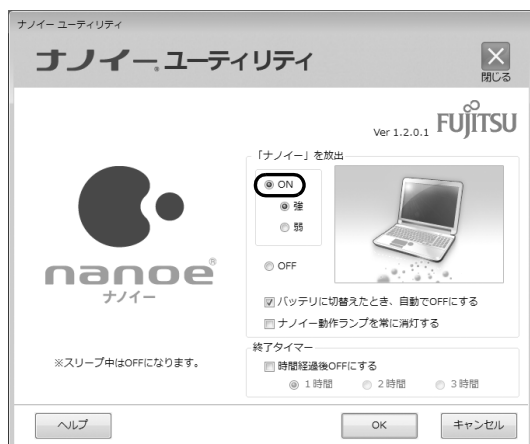 ナノイー ユーティリティ
ナノイー® ユーティリティ
閉じる
Ver 1.2.0.1 FUJITSU
「ナノイー」を放出
ON
強
弱
OFF
バッテリに切替えたとき、自動でOFFにする
ナノイー動作ランプを常に消灯する
nanoe®
ナノイー
※スリープ中はOFFになります。
終了タイマー
時間経過後OFFにする
1時間 2時間 3時間
ヘルプ OK キャンセル